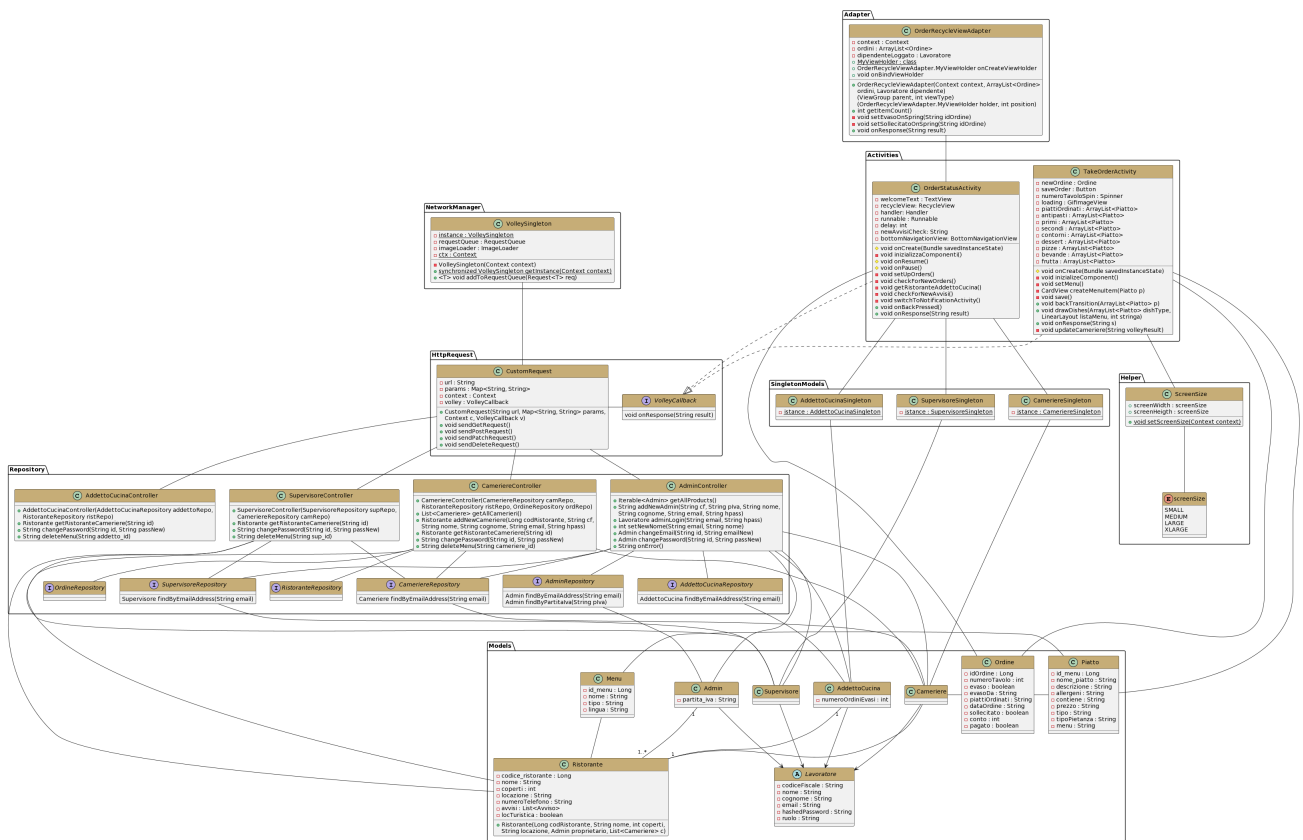 Adapter
C OrderRecycleViewAdapter
context : Context
ordini : ArrayList<Ordine>
dipendenteLoggato : Lavoratore
MyViewHolder : class
OrderRecycleViewAdapter.MyViewHolder onCreateViewHolder
void onBindViewHolder
OrderRecycleViewAdapter(Context context, ArrayList<Ordine>
ordini, Lavoratore dipendente)
(ViewGroup parent, int viewType)
(OrderRecycleViewAdapter.MyViewHolder holder, int position)
int getItemCount()
void setEvasoOnSpring(String idOrdine)
void setSollecitatoOnSpring(String idOrdine)
void onResponse(String result)
Activities
C OrderStatusActivity
welcomeText : TextView
recycleView: RecycleView
handler: Handler
runnable : Runnable
delay: int
newAvvisiCheck: String
bottomNavigationView: BottomNavigationView
void onCreate(Bundle savedInstanceState)
void inizializzaComponenti()
void onResume()
void onPause()
void setUpOrders()
void checkForNewOrders()
void getRistoranteAddettoCucina()
void checkForNewAvvisi()
void switchToNotificationActivity()
void onBackPressed()
void onResponse(String result)
C TakeOrderActivity
newOrdine : Ordine
saveOrder : Button
numeroTavoloSpin : Spinner
loading : GifImageView
piattiOrdinati : ArrayList<Piatto>
antipasti : ArrayList<Piatto>
primi : ArrayList<Piatto>
secondi : ArrayList<Piatto>
contorni : ArrayList<Piatto>
dessert : ArrayList<Piatto>
pizze : ArrayList<Piatto>
bevande : ArrayList<Piatto>
frutta : ArrayList<Piatto>
void onCreate(Bundle savedInstanceState)
void inizializeComponent()
void setMenu()
CardView createMenuItem(Piatto p)
void save()
void backTransition(ArrayList<Piatto> p)
void drawDishes(ArrayList<Piatto> dishType,
LinearLayout listaMenu, int stringa)
void onResponse(String s)
void updateCameriere(String volleyResult)
NetworkManager
C VolleySingleton
instance : VolleySingleton
requestQueue : RequestQueue
imageLoader : ImageLoader
ctx : Context
VolleySingleton(Context context)
synchronized VolleySingleton getInstance(Context context)
<T> void addToRequestQueue(Request<T> req)
HttpRequest
C CustomRequest
url : String
params : Map<String, String>
context : Context
volley : VolleyCallback
CustomRequest(String url, Map<String, String> params,
Context c, VolleyCallback v)
void sendGetRequest()
void sendPostRequest()
void sendPatchRequest()
void sendDeleteRequest()
I VolleyCallback
void onResponse(String result)
SingletonModels
C AddettoCucinaSingleton
istance : AddettoCucinaSingleton
C SupervisoreSingleton
istance : SupervisoreSingleton
C CameriereSingleton
istance : CameriereSingleton
Helper
C ScreenSize
screenWidth : screenSize
screenHeigth : screenSize
void setScreenSize(Context context)
E screenSize
SMALL
MEDIUM
LARGE
XLARGE
Repository
C AddettoCucinaController
AddettoCucinaController(AddettoCucinaRepository addettoRepo,
RistoranteRepository ristRepo)
Ristorante getRistoranteCameriere(String id)
String changePassword(String id, String passNew)
String deleteMenu(String addetto_id)
C SupervisoreController
SupervisoreController(SupervisoreRepository supRepo,
CameriereRepository camRepo)
Ristorante getRistoranteCameriere(String id)
String changePassword(String id, String passNew)
String deleteMenu(String sup_id)
C CameriereController
CameriereController(CameriereRepository camRepo,
RistoranteRepository ristRepo, OrdineRepository ordRepo)
List<Cameriere> getAllCamerieri()
Ristorante addNewCameriere(Long codRistorante, String cf,
String nome, String cognome, String email, String hpass)
Ristorante getRistoranteCameriere(String id)
String changePassword(String id, String passNew)
String deleteMenu(String cameriere_id)
C AdminController
Iterable<Admin> getAllProducts()
String addNewAdmin(String cf, String piva, String nome,
String cognome, String email, String hpass)
Lavoratore adminLogin(String email, String hpass)
int setNewNome(String email, String nome)
Admin changeEmail(String id, String emailNew)
Admin changePassword(String id, String passNew)
String onError()
I OrdineRepository
I SupervisoreRepository
Supervisore findByEmailAddress(String email)
I RistoranteRepository
I CameriereRepository
Cameriere findByEmailAddress(String email)
I AdminRepository
Admin findByEmailAddress(String email)
Admin findByPartitaIva(String piva)
I AddettoCucinaRepository
AddettoCucina findByEmailAddress(String email)
Models
C Menu
id_menu : Long
nome : String
tipo : String
lingua : String
C Admin
partita_iva : String
C Supervisore
C AddettoCucina
numeroOrdiniEvasi : int
C Cameriere
C Ordine
idOrdine : Long
numeroTavolo : int
evaso : boolean
evasoDa : String
piattiOrdinati : String
dataOrdine : String
sollecitato : boolean
conto : int
pagato : boolean
C Piatto
id_menu : Long
nome_piatto : String
descrizione : String
allergeni : String
contiene : String
prezzo : String
tipo : String
tipoPietanza : String
menu : String
1
1
1..*
1
C Ristorante
codice_ristorante : Long
nome : String
coperti : int
locazione : String
numeroTelefono : String
avvisi : List<Avviso>
locTuristica : boolean
Ristorante(Long codRistorante, String nome, int coperti,
String locazione, Admin proprietario, List<Cameriere> c)
A Lavoratore
codiceFiscale : String
nome : String
cognome : String
email : String
hashedPassword : String
ruolo : String